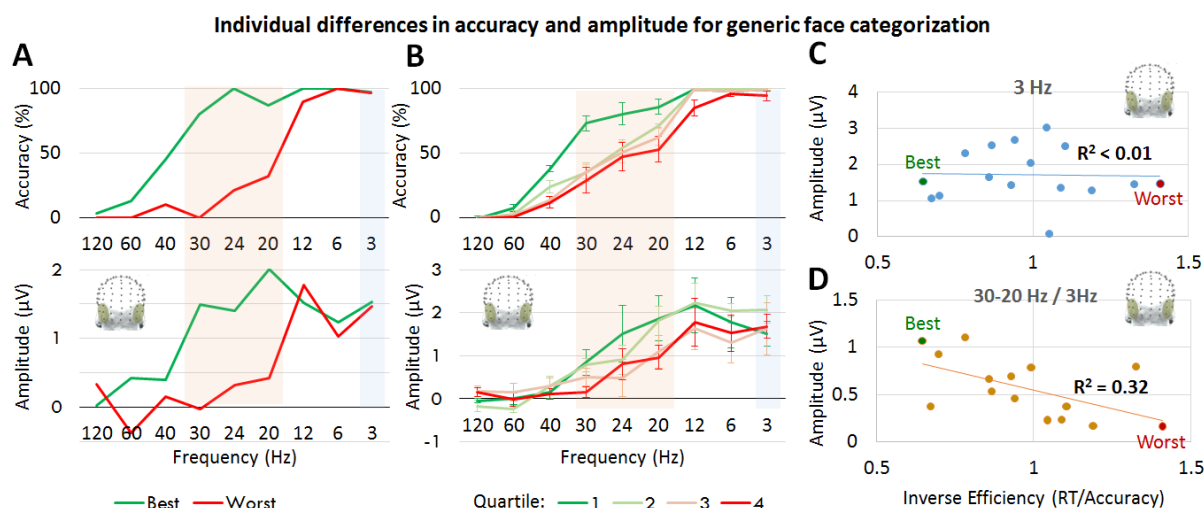 Individual differences in accuracy and amplitude for generic face categorization
A
Accuracy (%)
100
50
0
120 60 40 30 24 20 12 6 3
Amplitude (µV)
2
1
0
120 60 40 30 24 20 12 6 3
Frequency (Hz)
Best Worst
B
Accuracy (%)
100
50
0
120 60 40 30 24 20 12 6 3
Amplitude (µV)
3
2
1
0
-1
120 60 40 30 24 20 12 6 3
Frequency (Hz)
Quartile: 1 2 3 4
C
3 Hz
Amplitude (µV)
4
3
2
1
0
Best
R² < 0.01
Worst
0.5 1 1.5
D
30-20 Hz / 3Hz
Amplitude (µV)
1.5
1
0.5
0
Best
R² = 0.32
Worst
0.5 1 1.5
Inverse Efficiency (RT/Accuracy)